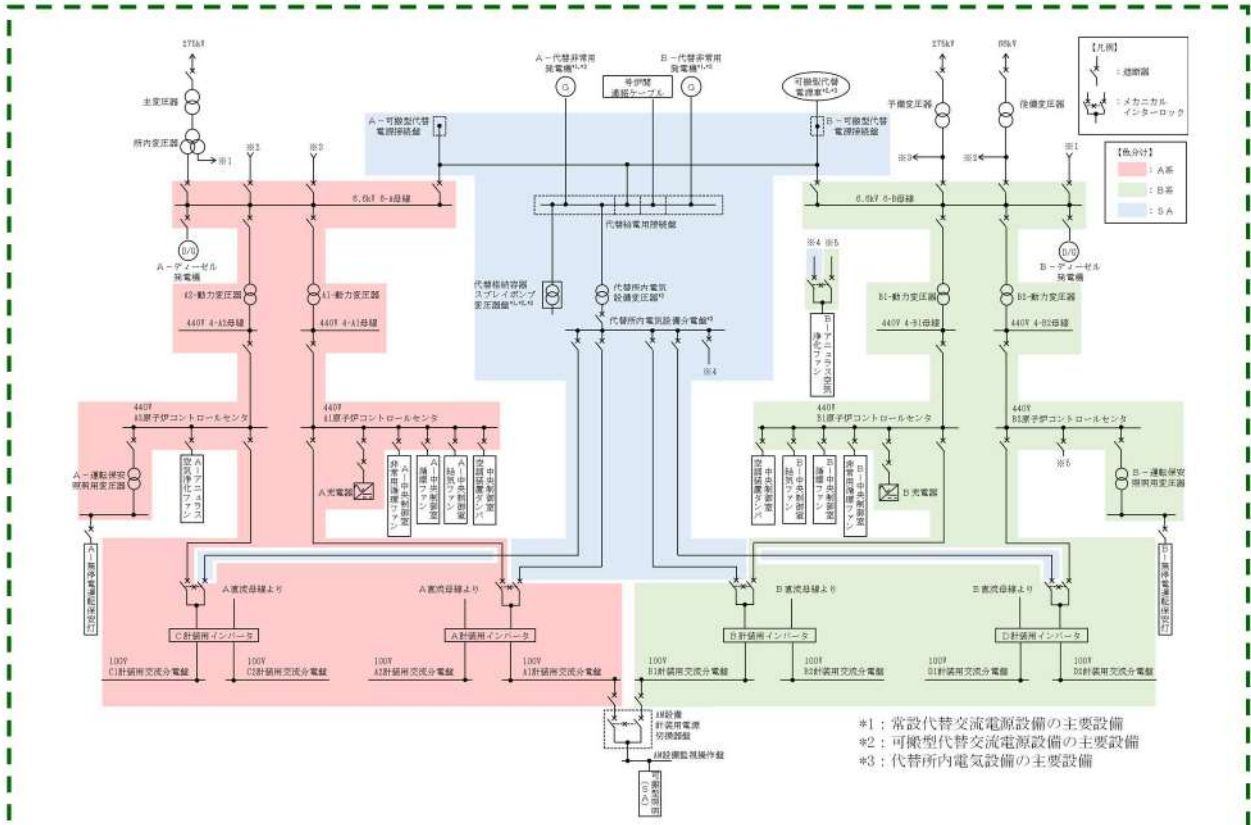 275kV
主変圧器
所内変圧器
※1
※2
※3
A-代替非常用
発電機*1,*3
G
号炉間
連絡ケーブル
B-代替非常用
発電機*1,*3
G
可搬型代替
電源車*2,*3
A-可搬型代替
電源接続盤
B-可搬型代替
電源接続盤
275kV
66kV
予備変圧器
後備変圧器
※3
※2
※1
【凡例】
:遮断器
:メカニカル
インターロック
【色分け】
:A系
:B系
:SA
6.6kV 6-A母線
6.6kV 6-B母線
代替給電用接続盤
D/G
A-ディーゼル
発電機
D/G
B-ディーゼル
発電機
A2-動力変圧器
A1-動力変圧器
代替格納容器
スプレイポンプ
変圧器盤
代替所内電気
設備変圧器*3
代替所内電気設備分電盤*3
※4
※4
※5
B-アニュラス空気
浄化ファン
B1-動力変圧器
B2-動力変圧器
440V 4-A2母線
440V 4-A1母線
440V 4-B1母線
440V 4-B2母線
440V
A2原子炉コントロールセンタ
440V
A1原子炉コントロールセンタ
440V
B1原子炉コントロールセンタ
440V
B2原子炉コントロールセンタ
A-運転保安
照明用変圧器
A-アニュラス
空気浄化ファン
A充電器
A-中央制御室
非常用循環ファン
A-中央制御室
循環ファン
A-中央制御室
給気ファン
中央制御室
空調装置ダンパ
中央制御室
空調装置ダンパ
B-中央制御室
給気ファン
B-中央制御室
循環ファン
B-中央制御室
非常用循環ファン
B充電器
※5
B-運転保安
照明用変圧器
A-無停電運転保安灯
B-無停電運転保安灯
A直流母線より
A直流母線より
B直流母線より
B直流母線より
C計装用インバータ
A計装用インバータ
B計装用インバータ
D計装用インバータ
100V
C1計装用交流分電盤
C2計装用交流分電盤
100V
A2計装用交流分電盤
100V
A1計装用交流分電盤
100V
B1計装用交流分電盤
100V
B2計装用交流分電盤
100V
D1計装用交流分電盤
100V
D2計装用交流分電盤
AM設備
計装用電源
切換器盤
AM設備監視操作盤
可搬型照明
(SA)
*1:常設代替交流電源設備の主要設備
*2:可搬型代替交流電源設備の主要設備
*3:代替所内電気設備の主要設備